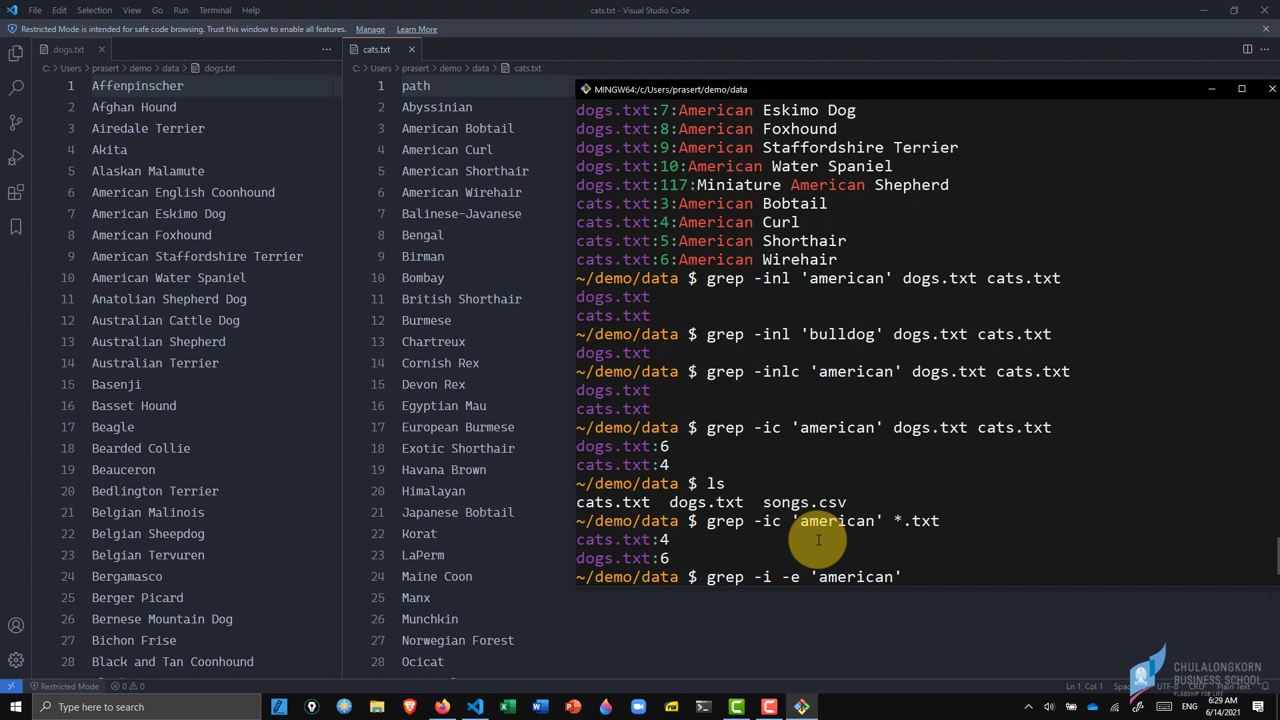 File Edit Selection View Go Run Terminal Help
cats.txt - Visual Studio Code
Restricted Mode is intended for safe code browsing. Trust this window to enable all features. Manage Learn More
dogs.txt
C: > Users > prasert > demo > data > dogs.txt
1 Affenpinscher
2 Afghan Hound
3 Airedale Terrier
4 Akita
5 Alaskan Malamute
6 American English Coonhound
7 American Eskimo Dog
8 American Foxhound
9 American Staffordshire Terrier
10 American Water Spaniel
11 Anatolian Shepherd Dog
12 Australian Cattle Dog
13 Australian Shepherd
14 Australian Terrier
15 Basenji
16 Basset Hound
17 Beagle
18 Bearded Collie
19 Beauceron
20 Bedlington Terrier
21 Belgian Malinois
22 Belgian Sheepdog
23 Belgian Tervuren
24 Bergamasco
25 Berger Picard
26 Bernese Mountain Dog
27 Bichon Frise
28 Black and Tan Coonhound
cats.txt
C: > Users > prasert > demo > data > cats.txt
1 path
2 Abyssinian
3 American Bobtail
4 American Curl
5 American Shorthair
6 American Wirehair
7 Balinese-Javanese
8 Bengal
9 Birman
10 Bombay
11 British Shorthair
12 Burmese
13 Chartreux
14 Cornish Rex
15 Devon Rex
16 Egyptian Mau
17 European Burmese
18 Exotic Shorthair
19 Havana Brown
20 Himalayan
21 Japanese Bobtail
22 Korat
23 LaPerm
24 Maine Coon
25 Manx
26 Munchkin
27 Norwegian Forest
28 Ocicat
MINGW64:/c/Users/prasert/demo/data
dogs.txt:7:American Eskimo Dog
dogs.txt:8:American Foxhound
dogs.txt:9:American Staffordshire Terrier
dogs.txt:10:American Water Spaniel
dogs.txt:117:Miniature American Shepherd
cats.txt:3:American Bobtail
cats.txt:4:American Curl
cats.txt:5:American Shorthair
cats.txt:6:American Wirehair
~/demo/data $ grep -inl 'american' dogs.txt cats.txt
dogs.txt
cats.txt
~/demo/data $ grep -inl 'bulldog' dogs.txt cats.txt
dogs.txt
~/demo/data $ grep -inlc 'american' dogs.txt cats.txt
dogs.txt
cats.txt
~/demo/data $ grep -ic 'american' dogs.txt cats.txt
dogs.txt:6
cats.txt:4
~/demo/data $ ls
cats.txt dogs.txt songs.csv
~/demo/data $ grep -ic 'american' *.txt
cats.txt:4
dogs.txt:6
~/demo/data $ grep -i -e 'american'
CHULALONGKORN
BUSINESS SCHOOL
FLAGSHIP FOR LIFE
Restricted Mode 0 0
Ln 1, Col 1 UTF-8 CRLF Plain Text
Type here to search
6:29 AM
6/14/2021